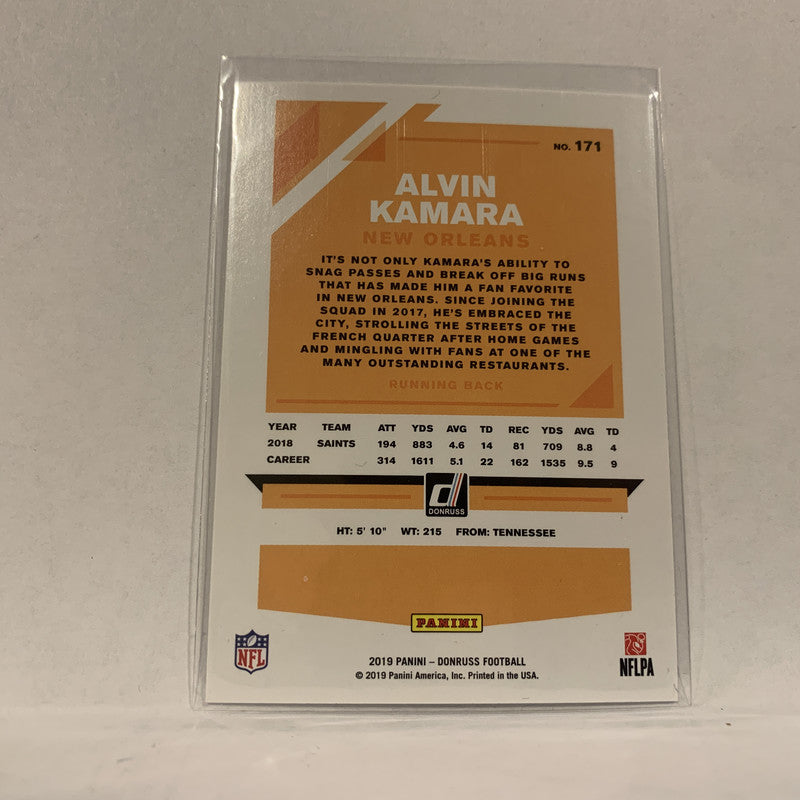 NO. 171
ALVIN
KAMARA
NEW ORLEANS
IT'S NOT ONLY KAMARA'S ABILITY TO
SNAG PASSES AND BREAK OFF BIG RUNS
THAT HAS MADE HIM A FAN FAVORITE
IN NEW ORLEANS. SINCE JOINING THE
SQUAD IN 2017, HE'S EMBRACED THE
CITY, STROLLING THE STREETS OF THE
FRENCH QUARTER AFTER HOME GAMES
AND MINGLING WITH FANS AT ONE OF THE
MANY OUTSTANDING RESTAURANTS.
RUNNING BACK
YEAR TEAM ATT YDS AVG TD REC YDS AVG TD
2018 SAINTS 194 883 4.6 14 81 709 8.8 4
CAREER 314 1611 5.1 22 162 1535 9.5 9
d
DONRUSS
HT: 5' 10" WT: 215 FROM: TENNESSEE
PANINI
NFL
2019 PANINI – DONRUSS FOOTBALL
© 2019 Panini America, Inc. Printed in the USA.
NFLPA